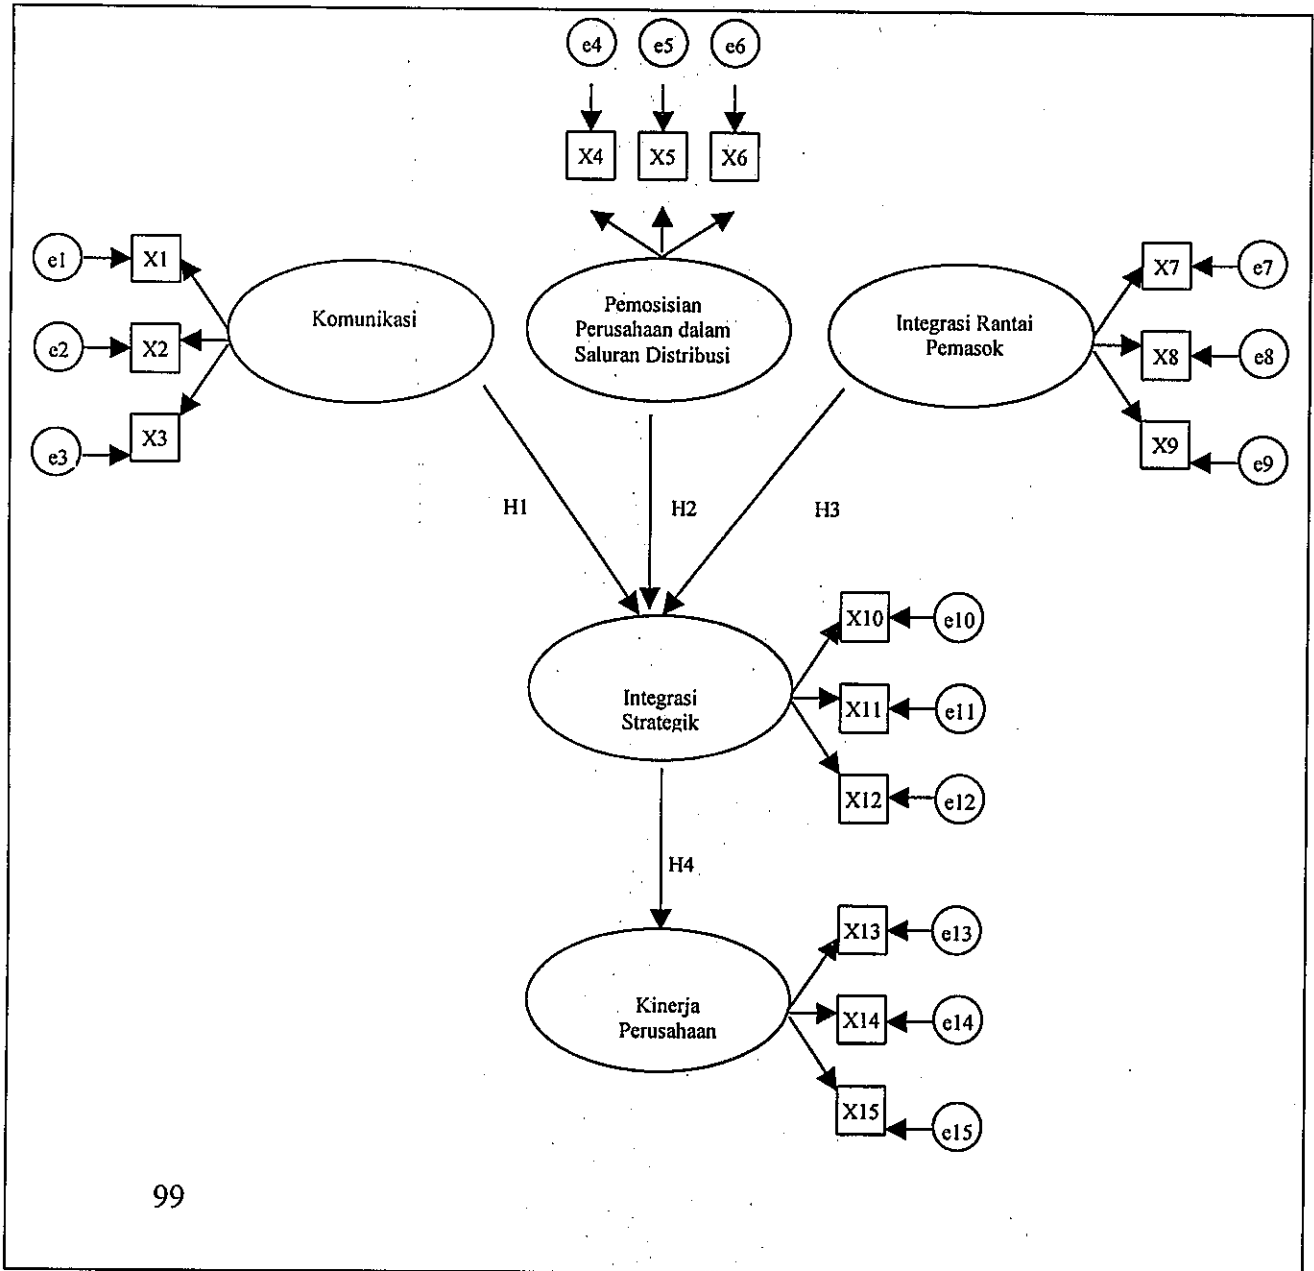 e4
e5
e6
X4
X5
X6
e1
X1
e2
X2
e3
X3
Komunikasi
Pemosisian
Perusahaan dalam
Saluran Distribusi
Integrasi Rantai
Pemasok
X7
e7
X8
e8
X9
e9
H1
H2
H3
Integrasi
Strategik
X10
e10
X11
e11
X12
e12
H4
Kinerja
Perusahaan
X13
e13
X14
e14
X15
e15
99